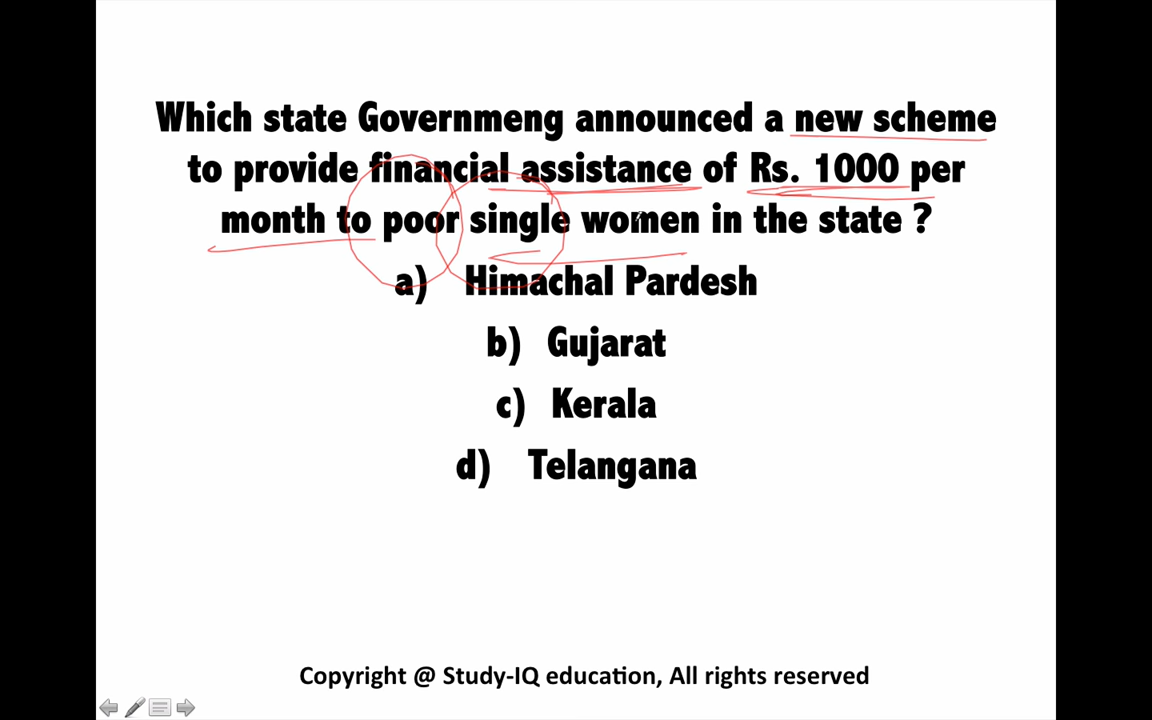 Which state Governmeng announced a new scheme
to provide financial assistance of Rs. 1000 per
month to poor single women in the state ?
a) Himachal Pardesh
b) Gujarat
c) Kerala
d) Telangana
Copyright @ Study-IQ education, All rights reserved